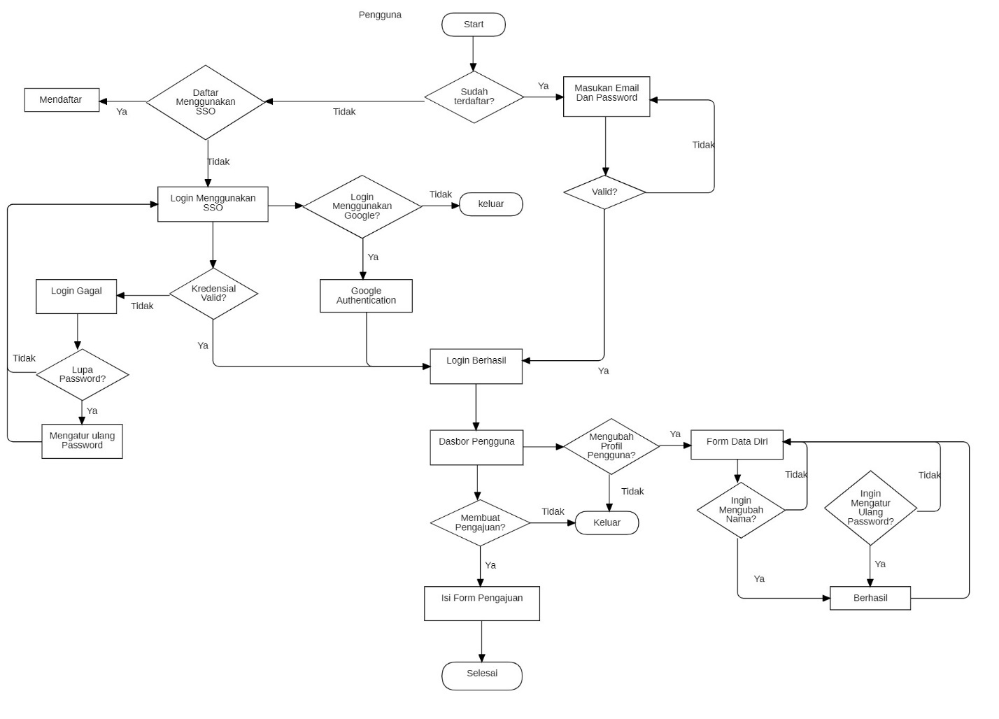 Pengguna
Start
Sudah
terdaftar?
Ya
Masukan Email
Dan Password
Tidak
Daftar
Menggunakan
SSO
Ya
Mendaftar
Tidak
Tidak
Login Menggunakan
SSO
Login
Menggunakan
Google?
Tidak
keluar
Valid?
Ya
Google
Authentication
Kredensial
Valid?
Tidak
Login Gagal
Ya
Tidak
Lupa
Password?
Ya
Mengatur ulang
Password
Login Berhasil
Ya
Dasbor Pengguna
Mengubah
Profil
Pengguna?
Ya
Form Data Diri
Tidak
Tidak
Tidak
Ingin
Mengubah
Nama?
Ingin
Mengatur
Ulang
Password?
Membuat
Pengajuan?
Tidak
Keluar
Ya
Ya
Ya
Isi Form Pengajuan
Berhasil
Selesai